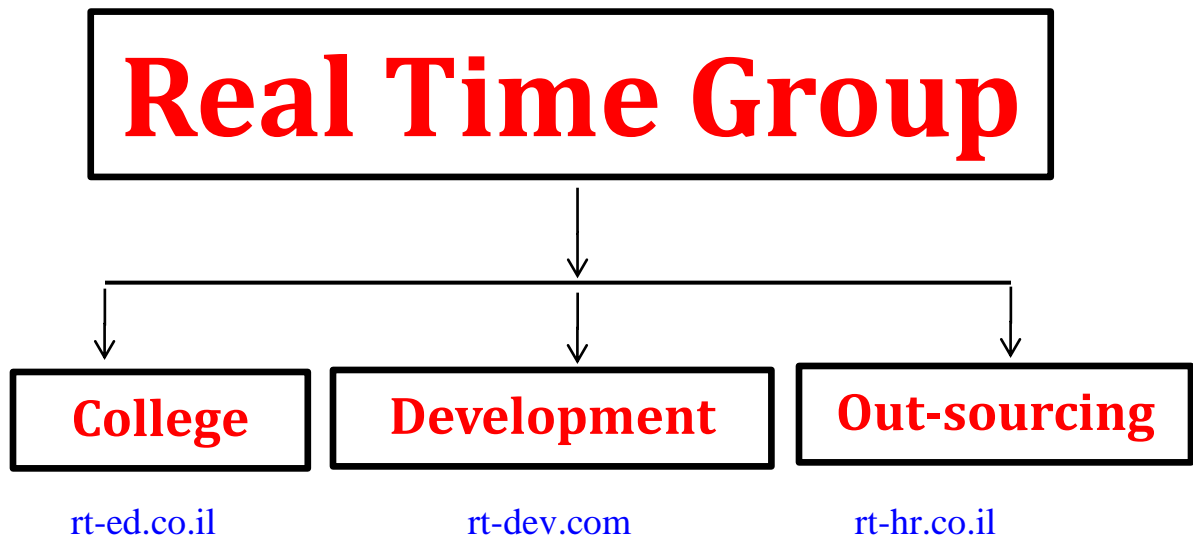 Real Time Group
College Development Out-sourcing
rt-ed.co.il rt-dev.com rt-hr.co.il